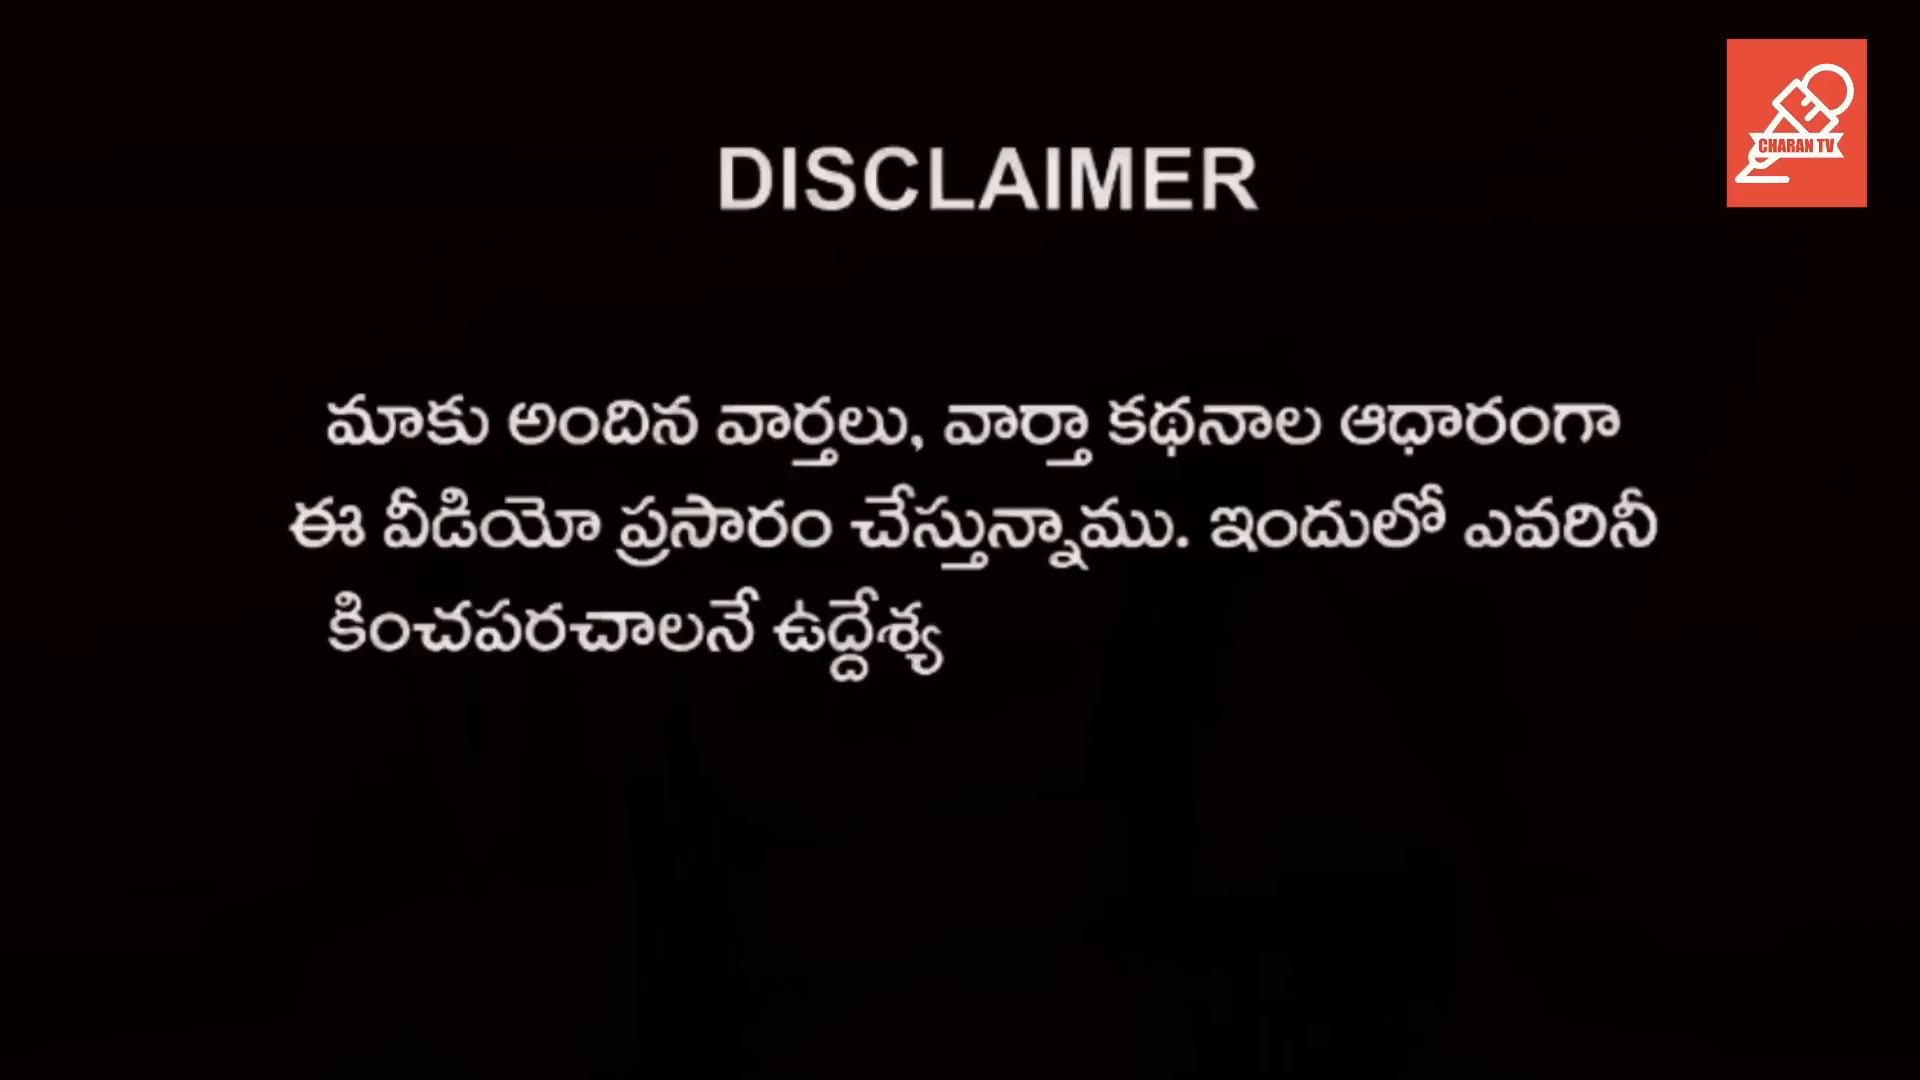 CHARAN TV
DISCLAIMER
మాకు అందిన వార్తలు, వార్తా కథనాల ఆధారంగా
ఈ వీడియో ప్రసారం చేస్తున్నాము. ఇందులో ఎవరినీ
కించపరచాలనే ఉద్దేశ్య